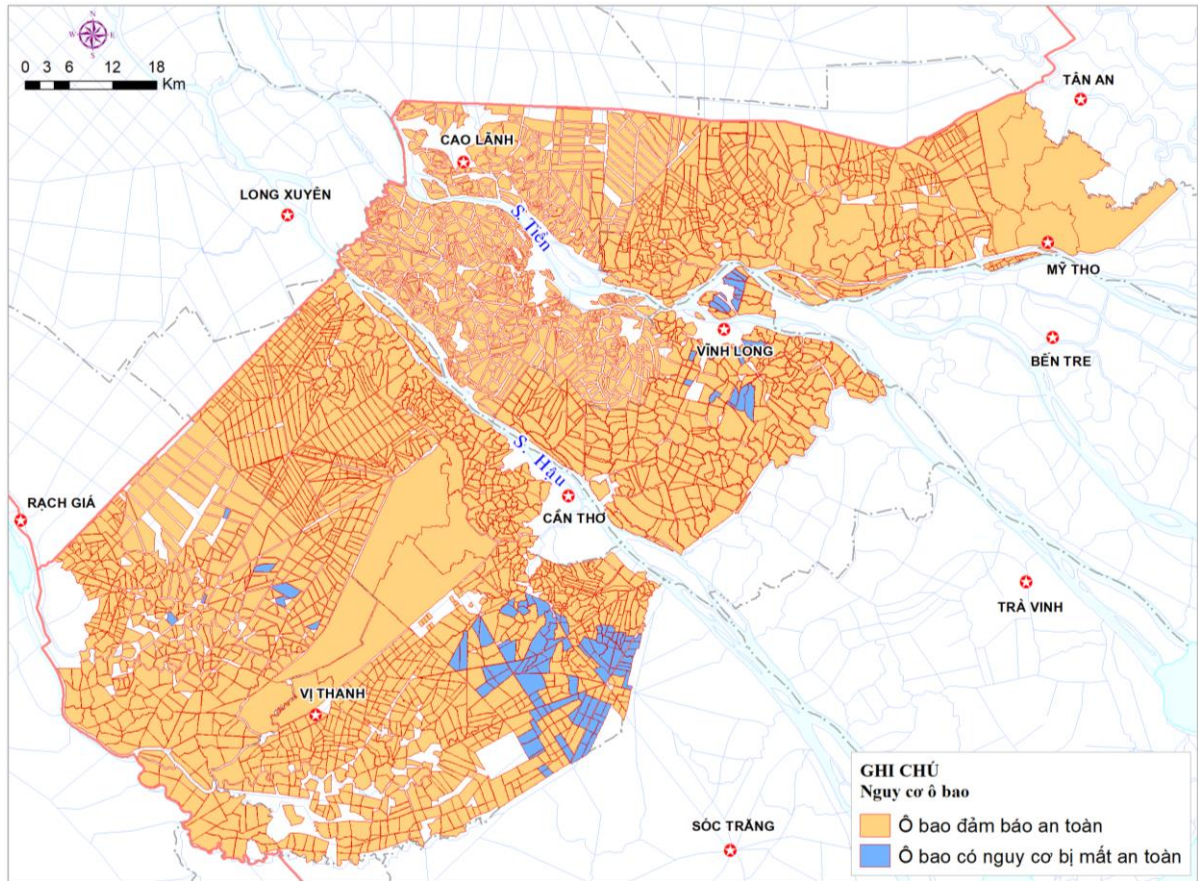 N
W E
S
0 3 6 12 18
Km
TÂN AN
CAO LÃNH
LONG XUYÊN
S. Tiền
MỸ THO
VĨNH LONG
BẾN TRE
S. Hậu
RẠCH GIÁ
CẦN THƠ
TRÀ VINH
VỊ THANH
SÓC TRĂNG
GHI CHÚ
Nguy cơ ô bao
Ô bao đảm bảo an toàn
Ô bao có nguy cơ bị mất an toàn